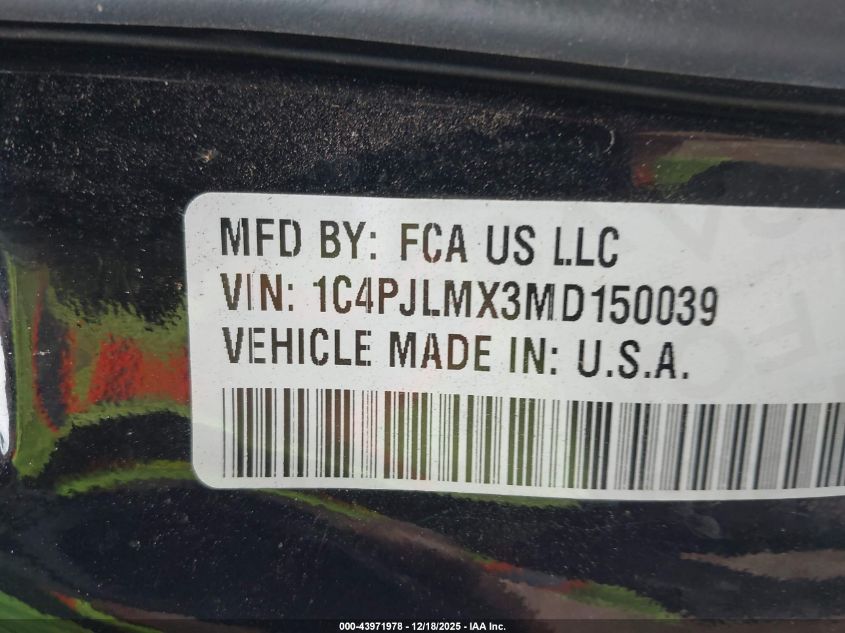 MFD BY: FCA US LLC
VIN: 1C4PJLMX3MD150039
VEHICLE MADE IN: U.S.A.
000-43971978 - 12/18/2025 - IAA Inc.